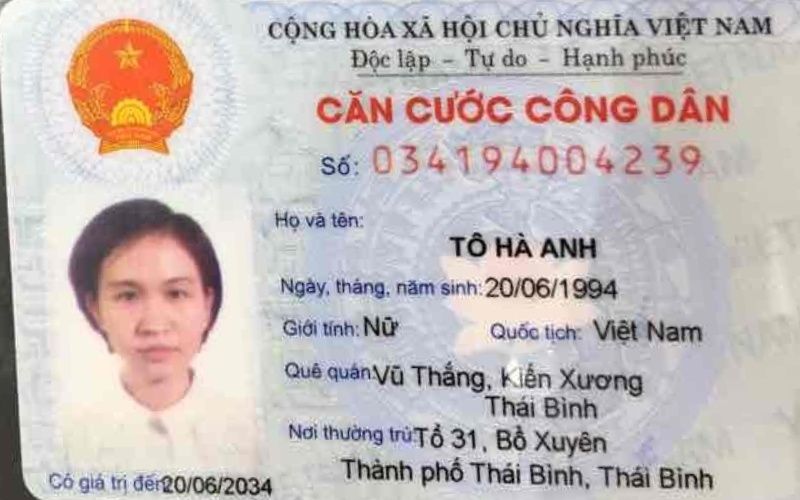 CỘNG HÒA XÃ HỘI CHỦ NGHĨA VIỆT NAM
Độc lập - Tự do - Hạnh phúc
CĂN CƯỚC CÔNG DÂN
Số: 034194004239
Họ và tên:
TÔ HÀ ANH
Ngày, tháng, năm sinh: 20/06/1994
Giới tính: Nữ Quốc tịch: Việt Nam
Quê quán: Vũ Thắng, Kiến Xương
Thái Bình
Nơi thường trú: Tổ 31, Bồ Xuyên
Thành phố Thái Bình, Thái Bình
Có giá trị đến: 20/06/2034